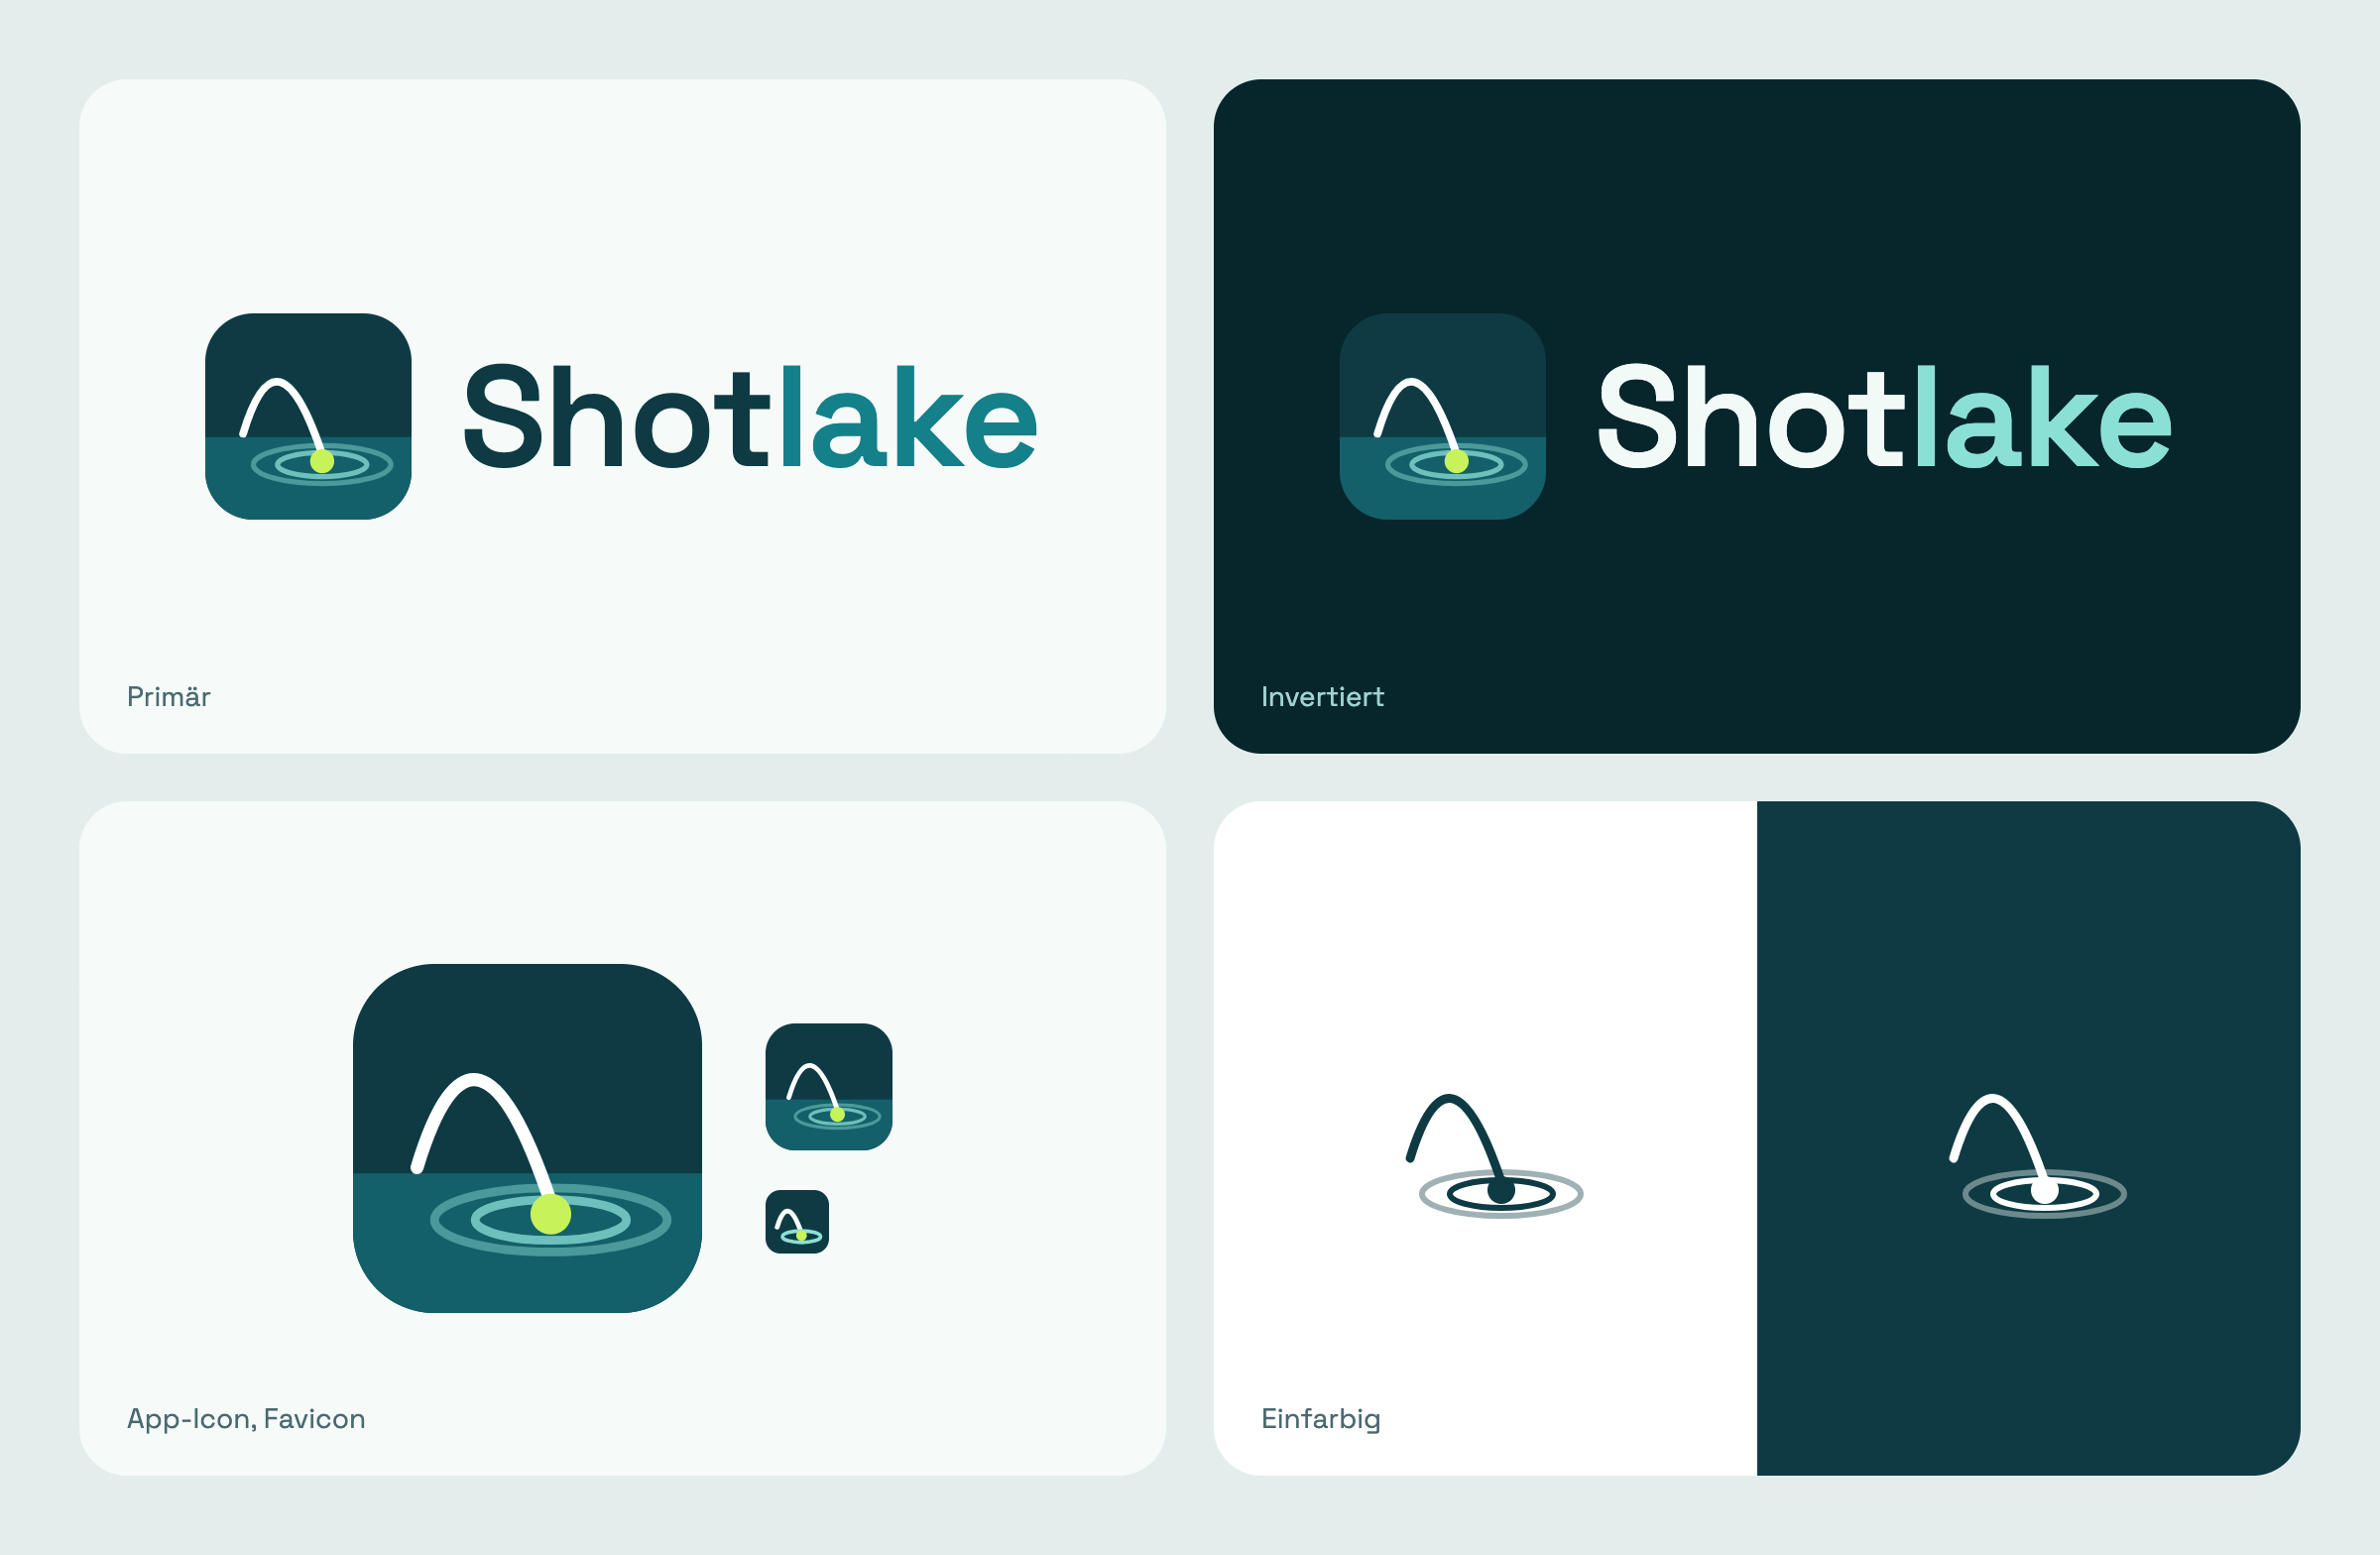 Shotlake
Primär
Shotlake
Invertiert
App-Icon, Favicon
Einfarbig